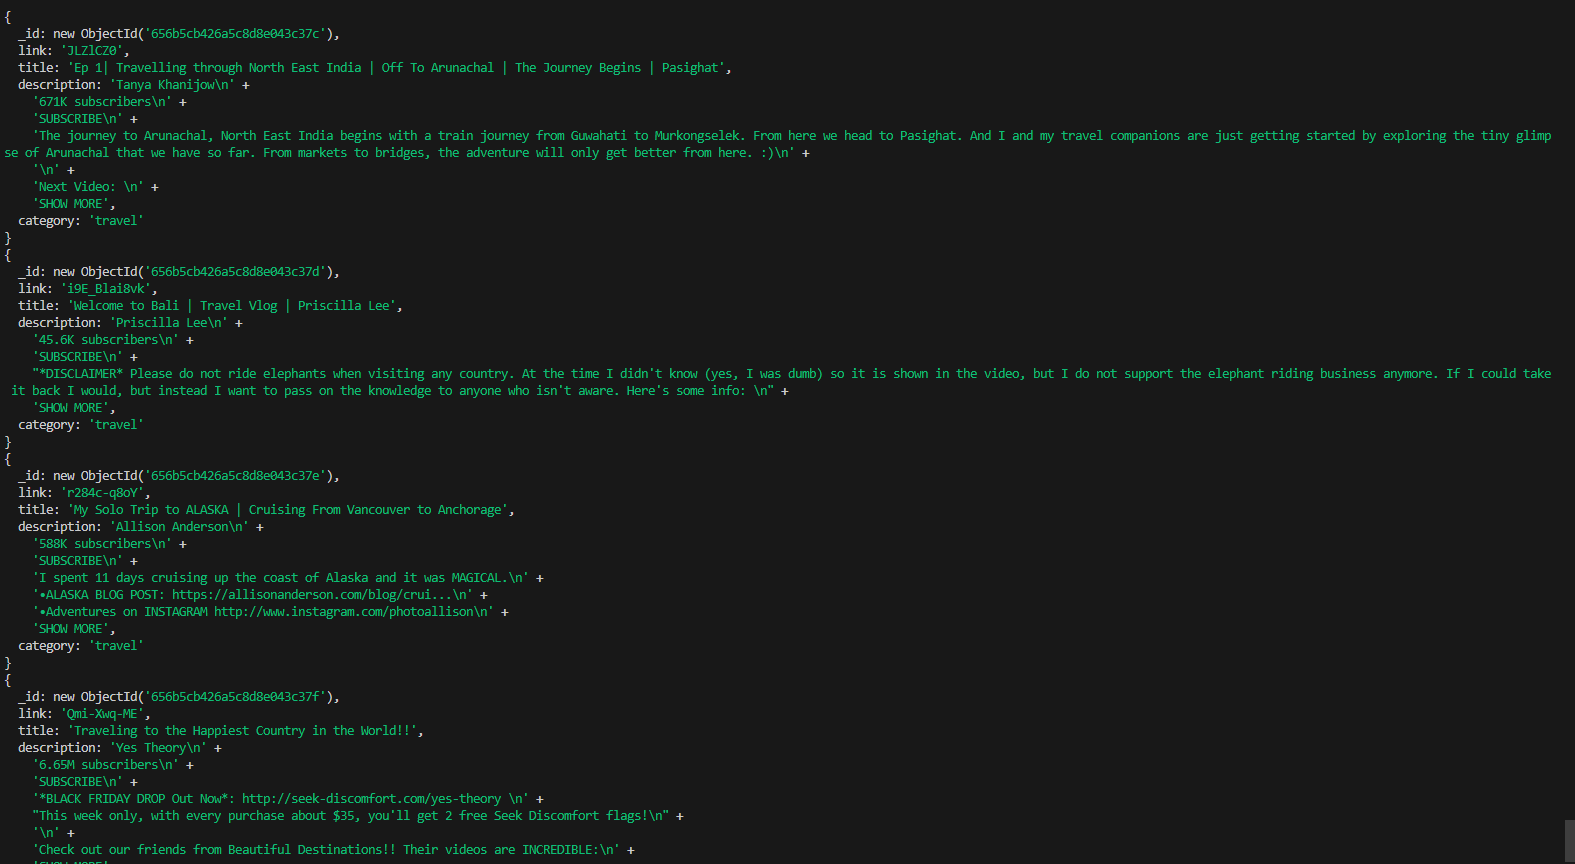 {
_id: new ObjectId('656b5cb426a5c8d8e043c37c'),
link: 'JLZlCZ0',
title: 'Ep 1| Travelling through North East India | Off To Arunachal | The Journey Begins | Pasighat',
description: 'Tanya Khanijow\n' +
'671K subscribers\n' +
'SUBSCRIBE\n' +
'The journey to Arunachal, North East India begins with a train journey from Guwahati to Murkongselek. From here we head to Pasighat. And I and my travel companions are just getting started by exploring the tiny glimp
se of Arunachal that we have so far. From markets to bridges, the adventure will only get better from here. :)\n' +
'\n' +
'Next Video: \n' +
'SHOW MORE',
category: 'travel'
}
{
_id: new ObjectId('656b5cb426a5c8d8e043c37d'),
link: 'i9E_Blai8vk',
title: 'Welcome to Bali | Travel Vlog | Priscilla Lee',
description: 'Priscilla Lee\n' +
'45.6K subscribers\n' +
'SUBSCRIBE\n' +
"*DISCLAIMER* Please do not ride elephants when visiting any country. At the time I didn't know (yes, I was dumb) so it is shown in the video, but I do not support the elephant riding business anymore. If I could take
it back I would, but instead I want to pass on the knowledge to anyone who isn't aware. Here's some info: \n" +
'SHOW MORE',
category: 'travel'
}
{
_id: new ObjectId('656b5cb426a5c8d8e043c37e'),
link: 'r284c-q8oY',
title: 'My Solo Trip to ALASKA | Cruising From Vancouver to Anchorage',
description: 'Allison Anderson\n' +
'588K subscribers\n' +
'SUBSCRIBE\n' +
'I spent 11 days cruising up the coast of Alaska and it was MAGICAL.\n' +
'•ALASKA BLOG POST: https://allisonanderson.com/blog/crui...\n' +
'•Adventures on INSTAGRAM http://www.instagram.com/photoallison\n' +
'SHOW MORE',
category: 'travel'
}
{
_id: new ObjectId('656b5cb426a5c8d8e043c37f'),
link: 'Qmi-Xwq-ME',
title: 'Traveling to the Happiest Country in the World!!',
description: 'Yes Theory\n' +
'6.65M subscribers\n' +
'SUBSCRIBE\n' +
'*BLACK FRIDAY DROP Out Now*: http://seek-discomfort.com/yes-theory \n' +
"This week only, with every purchase about $35, you'll get 2 free Seek Discomfort flags!\n" +
'\n' +
'Check out our friends from Beautiful Destinations!! Their videos are INCREDIBLE:\n' +